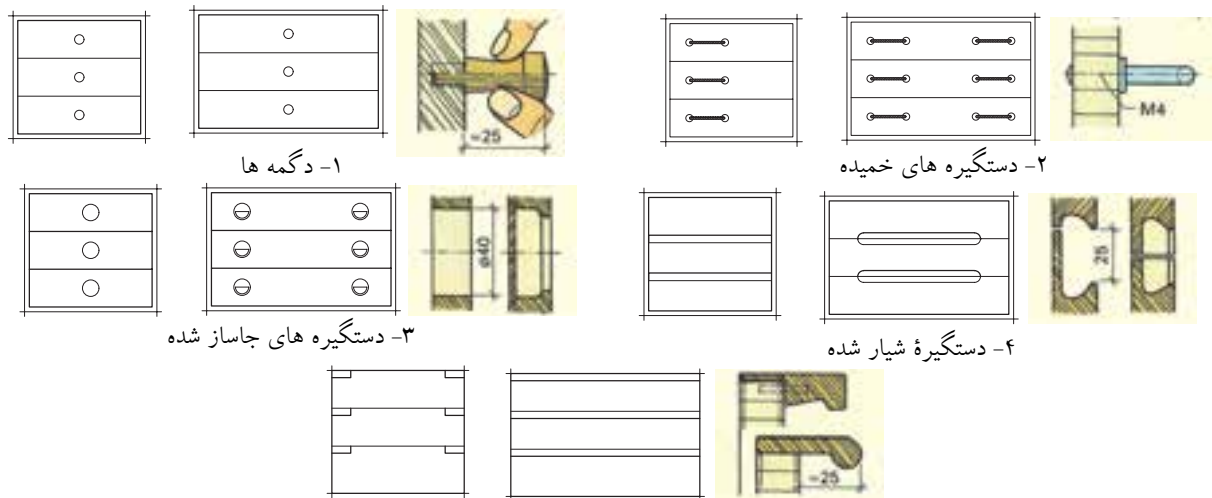 ≈25
M4
۱- دگمه ها
۲- دستگیره های خمیده
ø40
25
۳- دستگیره های جاساز شده
۴- دستگیرهٔ شیار شده
≈25